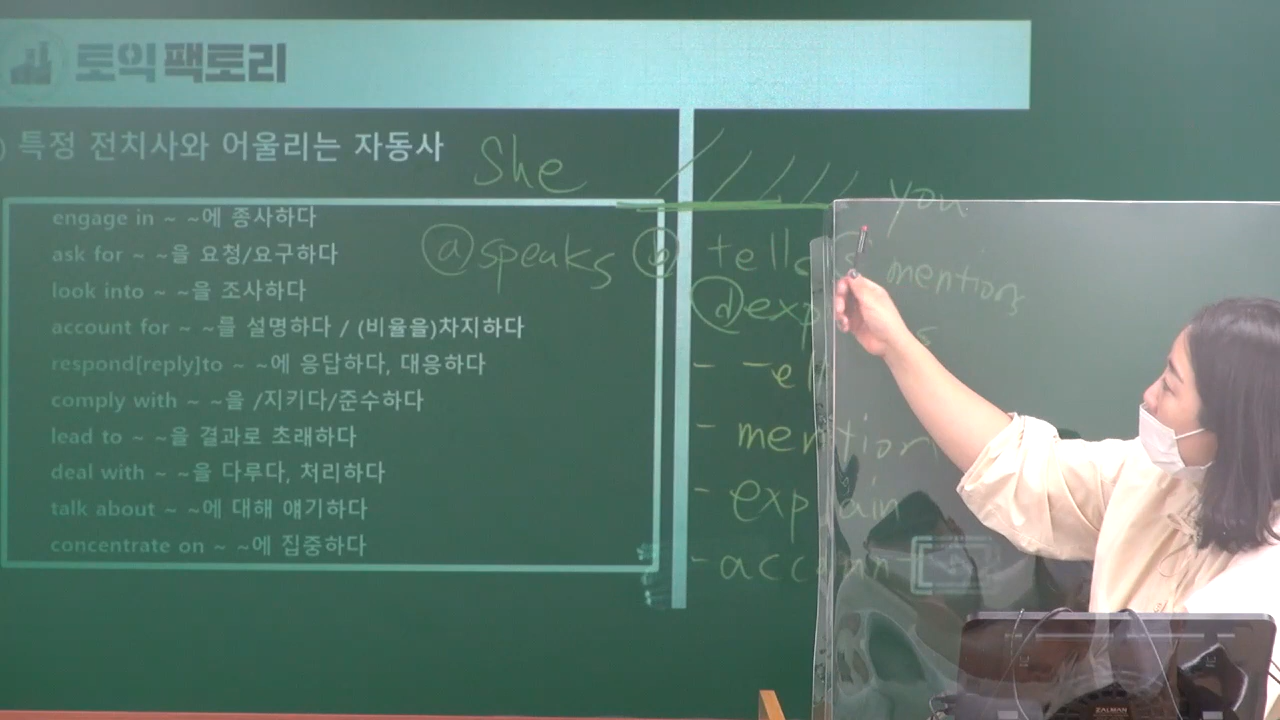 토익팩토리
) 특정 전치사와 어울리는 자동사
engage in ~ ~에 종사하다
ask for ~ ~을 요청/요구하다
look into ~ ~을 조사하다
account for ~ ~를 설명하다 / (비율을)차지하다
respond[reply]to ~ ~에 응답하다, 대응하다
comply with ~ ~을 /지키다/준수하다
lead to ~ ~을 결과로 초래하다
deal with ~ ~을 다루다, 처리하다
talk about ~ ~에 대해 얘기하다
concentrate on ~ ~에 집중하다
She you
ⓐ speaks ⓑ tells mentions
ⓓ
- mention
- explain
- account
ZALMAN